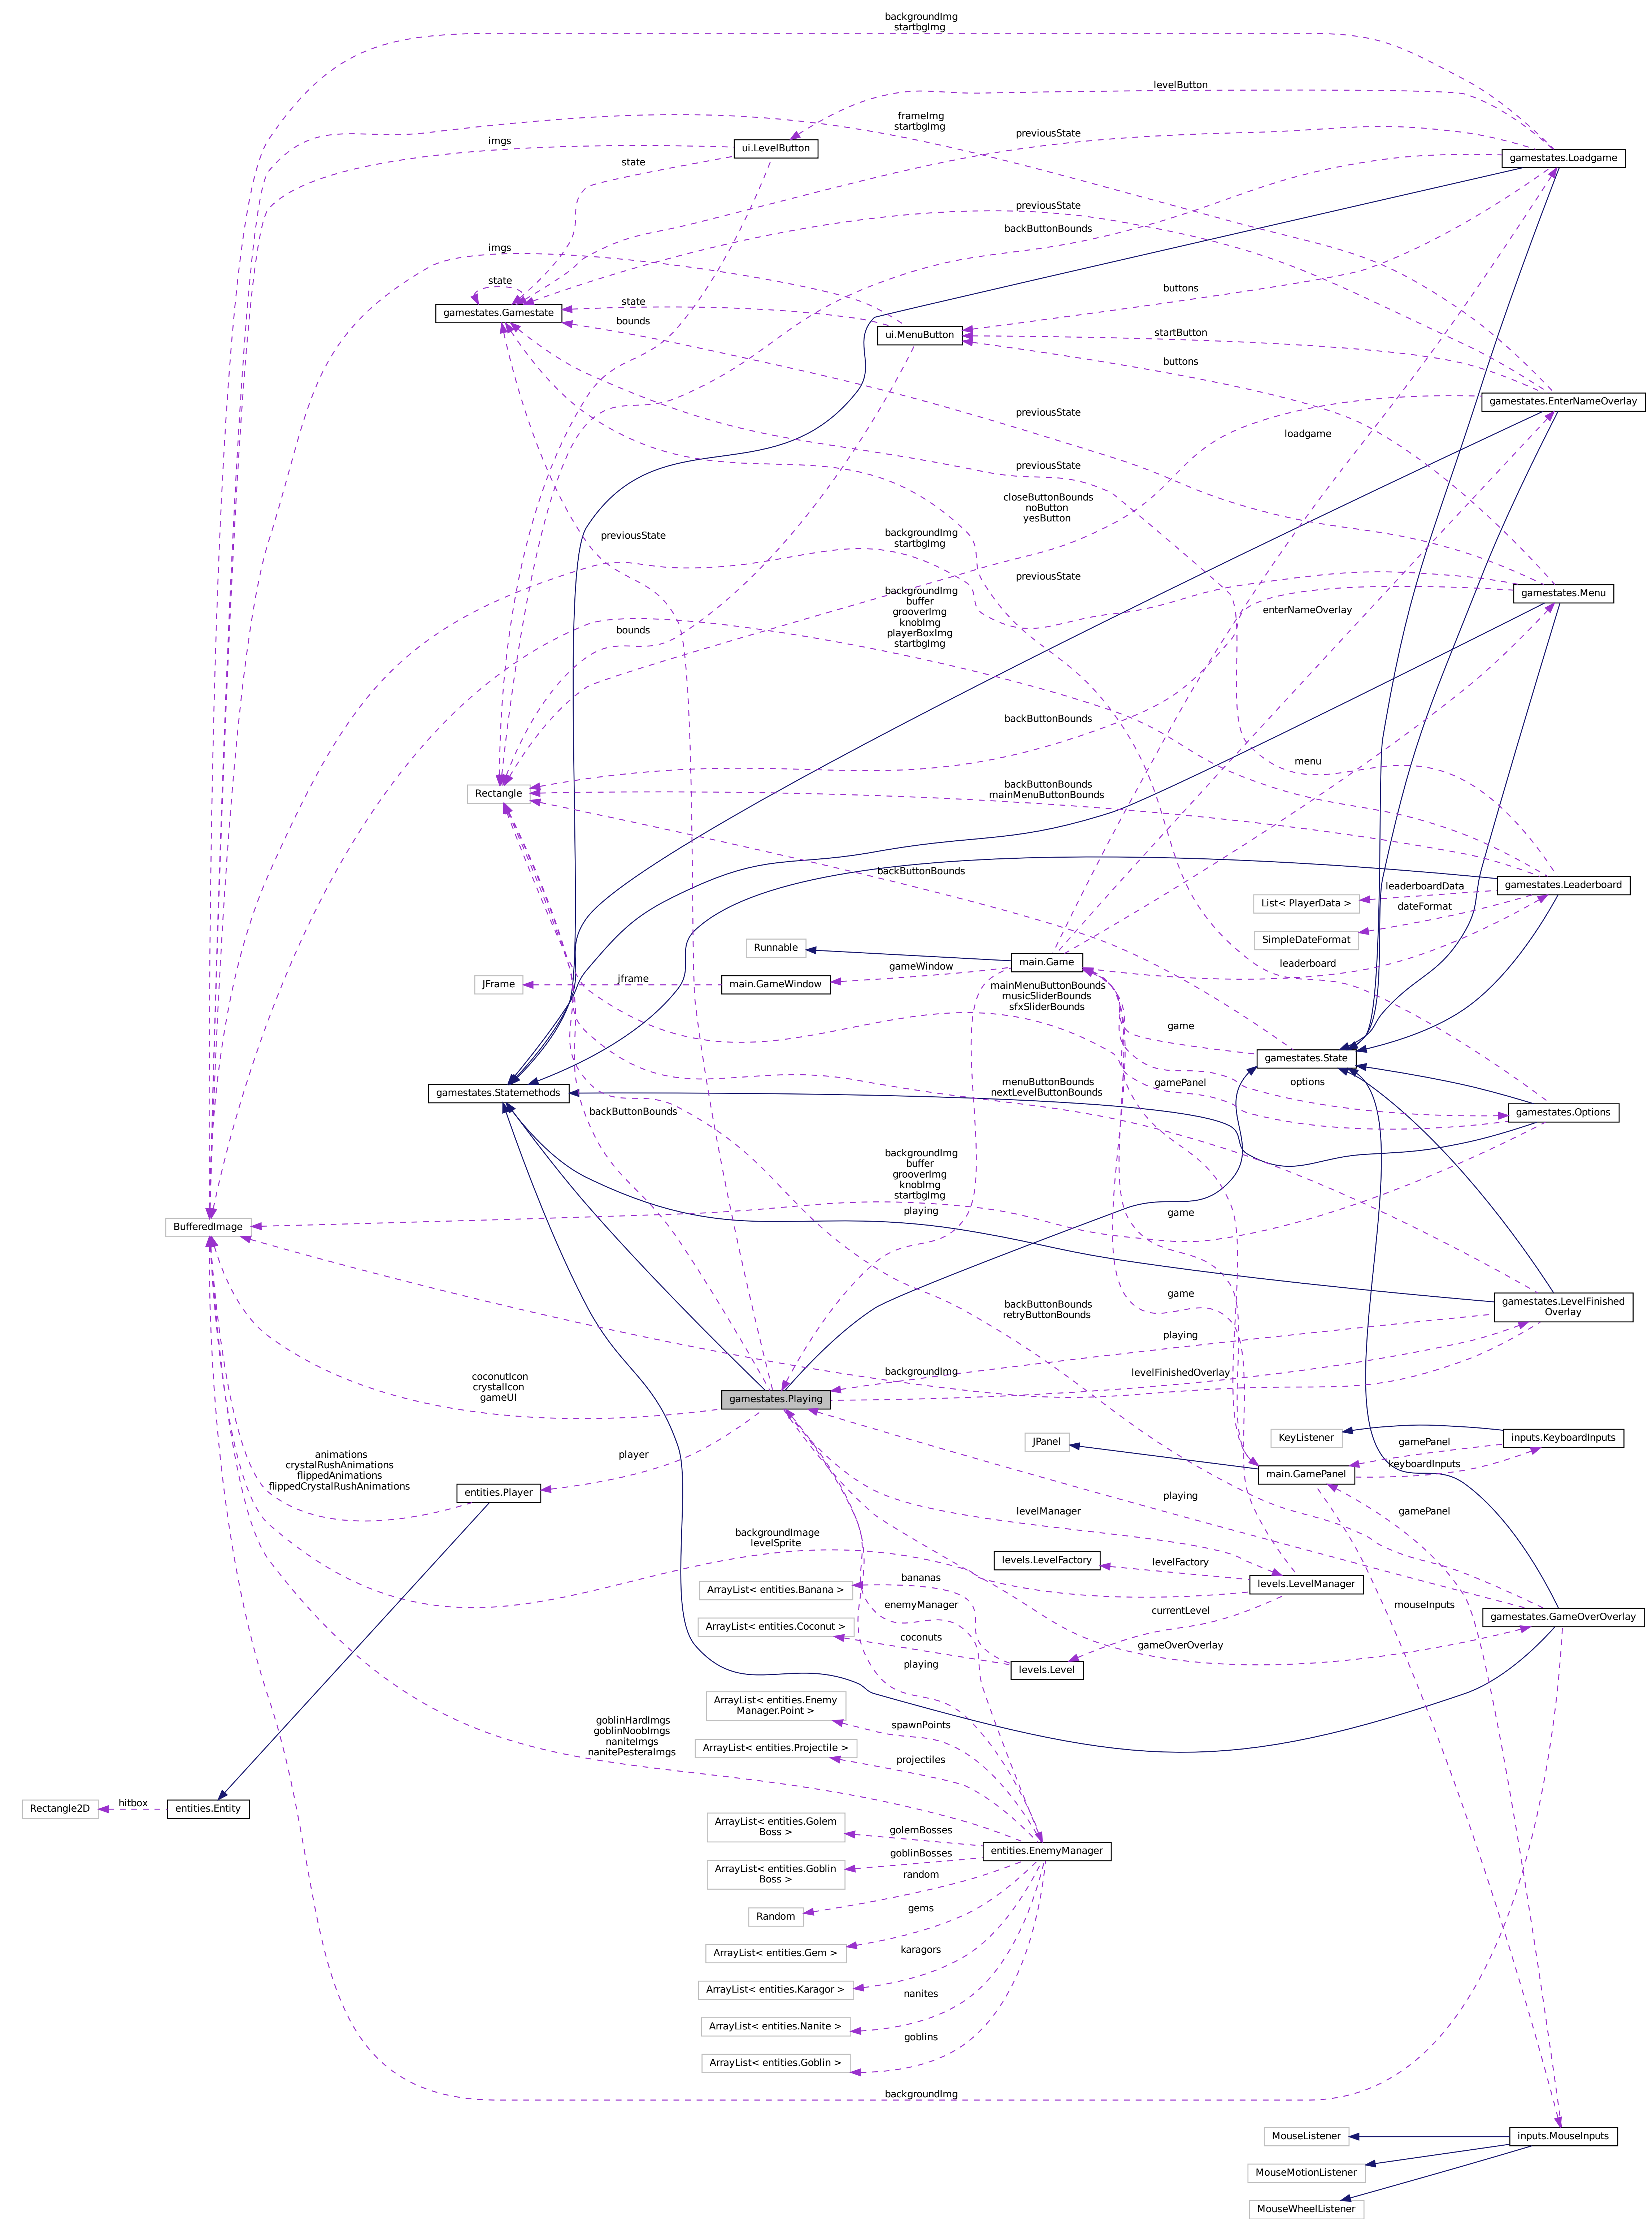 backgroundImg
startbgImg
levelButton
frameImg
startbgImg
previousState
imgs
ui.LevelButton
gamestates.Loadgame
state
previousState
backButtonBounds
imgs
state
buttons
state
gamestates.Gamestate
bounds
ui.MenuButton
startButton
buttons
gamestates.EnterNameOverlay
previousState
loadgame
previousState
closeButtonBounds
noButton
yesButton
previousState
backgroundImg
startbgImg
previousState
backgroundImg
buffer
grooverImg
knobImg
playerBoxImg
startbgImg
gamestates.Menu
enterNameOverlay
bounds
backButtonBounds
menu
Rectangle
backButtonBounds
mainMenuButtonBounds
backButtonBounds
gamestates.Leaderboard
leaderboardData
List< PlayerData >
dateFormat
SimpleDateFormat
Runnable
main.Game
leaderboard
gameWindow
jframe
JFrame
main.GameWindow
mainMenuButtonBounds
musicSliderBounds
sfxSliderBounds
game
gamestates.State
gamePanel
options
menuButtonBounds
nextLevelButtonBounds
gamestates.Statemethods
backButtonBounds
gamestates.Options
backgroundImg
buffer
grooverImg
knobImg
startbgImg
playing
game
BufferedImage
game
backButtonBounds
retryButtonBounds
gamestates.LevelFinished
Overlay
playing
backgroundImg
levelFinishedOverlay
coconutIcon
crystalIcon
gameUI
gamestates.Playing
JPanel
KeyListener
inputs.KeyboardInputs
gamePanel
keyboardInputs
main.GamePanel
animations
crystalRushAnimations
flippedAnimations
flippedCrystalRushAnimations
player
entities.Player
playing
gamePanel
levelManager
backgroundImage
levelSprite
levels.LevelFactory
levelFactory
levels.LevelManager
bananas
ArrayList< entities.Banana >
enemyManager
currentLevel
mouseInputs
gamestates.GameOverOverlay
ArrayList< entities.Coconut >
coconuts
gameOverOverlay
playing
levels.Level
ArrayList< entities.Enemy
Manager.Point >
spawnPoints
goblinHardImgs
goblinNoobImgs
naniteImgs
nanitePesteraImgs
ArrayList< entities.Projectile >
projectiles
Rectangle2D
hitbox
entities.Entity
ArrayList< entities.Golem
Boss >
golemBosses
entities.EnemyManager
goblinBosses
ArrayList< entities.Goblin
Boss >
random
Random
gems
ArrayList< entities.Gem >
karagors
ArrayList< entities.Karagor >
nanites
ArrayList< entities.Nanite >
goblins
ArrayList< entities.Goblin >
backgroundImg
MouseListener
inputs.MouseInputs
MouseMotionListener
MouseWheelListener